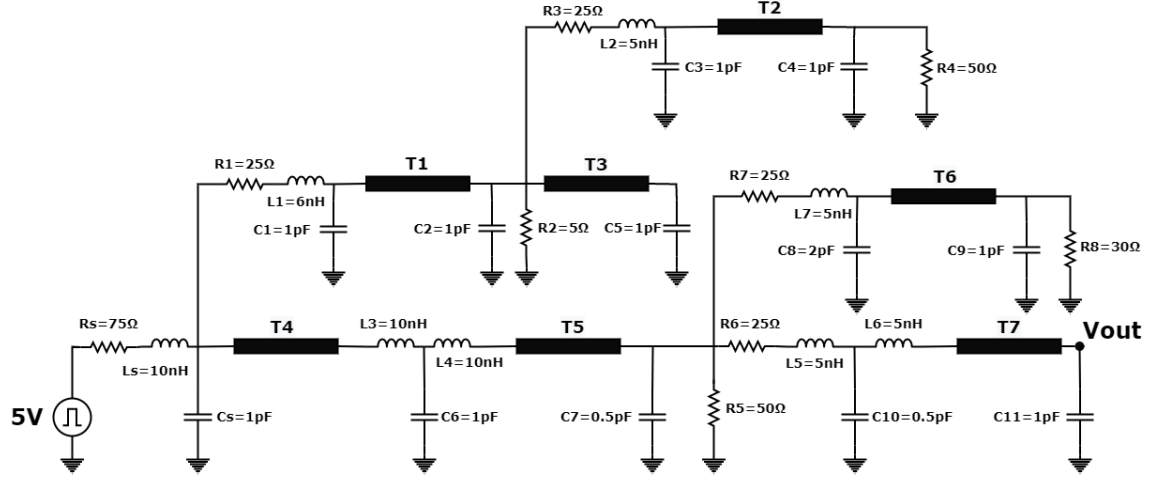 R3=25Ω
T2
L2=5nH
C3=1pF
C4=1pF
R4=50Ω
R1=25Ω
T1
T3
L1=6nH
C1=1pF
C2=1pF
R2=5Ω
C5=1pF
R7=25Ω
T6
L7=5nH
C8=2pF
C9=1pF
R8=30Ω
Rs=75Ω
T4
L3=10nH
T5
R6=25Ω
L6=5nH
T7
Vout
Ls=10nH
L4=10nH
L5=5nH
5V
Cs=1pF
C6=1pF
C7=0.5pF
R5=50Ω
C10=0.5pF
C11=1pF